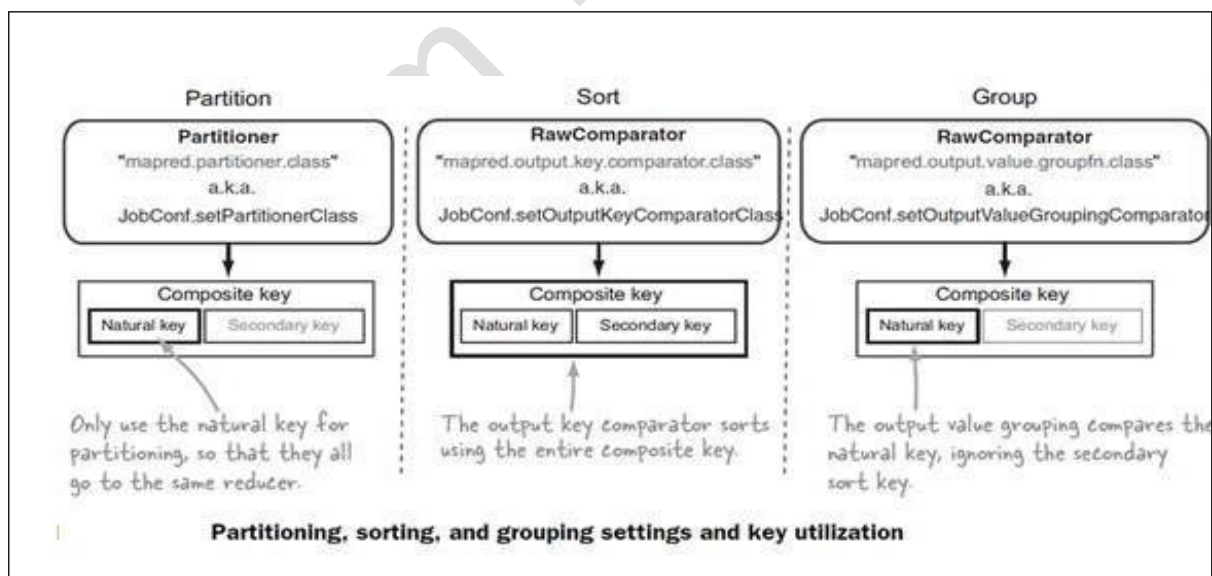 Partition
Partitioner
"mapred.partitioner.class"
a.k.a.
JobConf.setPartitionerClass
Composite key
Natural key
Secondary key
Only use the natural key for
partitioning, so that they all
go to the same reducer.
Sort
RawComparator
"mapred.output.key.comparator.class"
a.k.a.
JobConf.setOutputKeyComparatorClass
Composite key
Natural key
Secondary key
The output key comparator sorts
using the entire composite key.
Group
RawComparator
"mapred.output.value.groupfn.class"
a.k.a.
JobConf.setOutputValueGroupingComparator
Composite key
Natural key
Secondary key
The output value grouping compares the
natural key, ignoring the secondary
sort key.
Partitioning, sorting, and grouping settings and key utilization